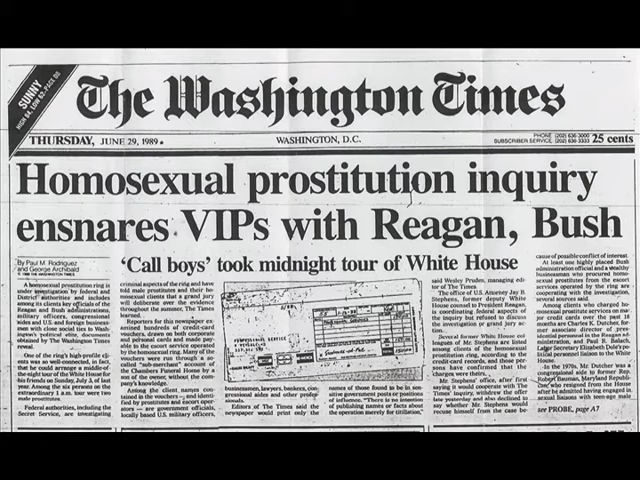 SUNNY
HIGH 84, LOW 62
The Washington Times
THURSDAY, JUNE 29, 1989
WASHINGTON, D.C.
PHONE (202) 636-3000
SUBSCRIBER SERVICE (202) 636-3333
25 cents
Homosexual prostitution inquiry
ensnares VIPs with Reagan, Bush
'Call boys' took midnight tour of White House
By Paul M. Rodriguez
and George Archibald
THE WASHINGTON TIMES
A homosexual prostitution ring is
under investigation by federal and
District authorities and includes
among its clients key officials of the
Reagan and Bush administrations,
military officers, congressional
aides and U.S. and foreign business-
men with close social ties to Wash-
ington's political elite, documents
obtained by The Washington Times
reveal.
One of the ring's high-profile cli-
ents was so well-connected, in fact,
that he could arrange a middle-of-
the-night tour of the White House for
his friends on Sunday, July 3, of last
year. Among the six persons on the
extraordinary 1 a.m. tour were two
male prostitutes.
Federal authorities, including the
Secret Service, are investigating
criminal aspects of the ring and have
told male prostitutes and their ho-
mosexual clients that a grand jury
will deliberate over the evidence
throughout the summer, The Times
learned.
Reporters for this newspaper ex-
amined hundreds of credit-card
vouchers, drawn on both corporate
and personal cards and made pay-
able to the escort service operated
by the homosexual ring. Many of the
vouchers were run through a so-
called "sub-merchant" account of
the Chambers Funeral Home by a
son of the owner, without the com-
pany's knowledge.
Among the client names contained
in the vouchers — and identi-
fied by prostitutes and escort oper-
ators — are government officials,
locally based U.S. military officers,
businessmen, lawyers, bankers, con-
gressional aides and other profes-
sionals.
Editors of The Times said the
newspaper would print only the
names of those found to be in sen-
sitive government posts or positions
of influence. "There is no intention
of publishing names or facts about
the operation merely for titillation,"
said Wesley Pruden, managing edi-
tor of The Times.
The office of U.S. Attorney Jay B.
Stephens, former deputy White
House counsel to President Reagan,
is coordinating federal aspects of
the inquiry but refused to discuss
the investigation or grand jury ac-
tion.
Several former White House col-
leagues of Mr. Stephens are listed
among clients of the homosexual
prostitution ring, according to the
credit card records, and those per-
sons have confirmed that the
charges were theirs.
Mr. Stephens' office, after first
saying it would cooperate with The
Times' inquiry, withdrew the offer
late yesterday and also declined to
say whether Mr. Stephens would
recuse himself from the case be-
cause of possible conflict of interest.
At least one highly placed Bush
administration official and a wealthy
businessman who procured homo-
sexual prostitutes from the escort
services operated by the ring are
cooperating with the investigation,
several sources said.
Among clients who charged homo-
sexual prostitute services on ma-
jor credit cards over the past 18
months are Charles K. Dutcher, for-
mer associate director of presi-
dential personnel in the Reagan ad-
ministration, and Paul R. Balach,
Labor Secretary Elizabeth Dole's po-
litical personnel liaison to the White
House.
In the 1970s, Mr. Dutcher was a
congressional aide to former Rep.
Robert Bauman, Maryland Republi-
can, who resigned from the House
after he admitted having engaged in
sexual liaisons with teen-age male
see PROBE, page A7